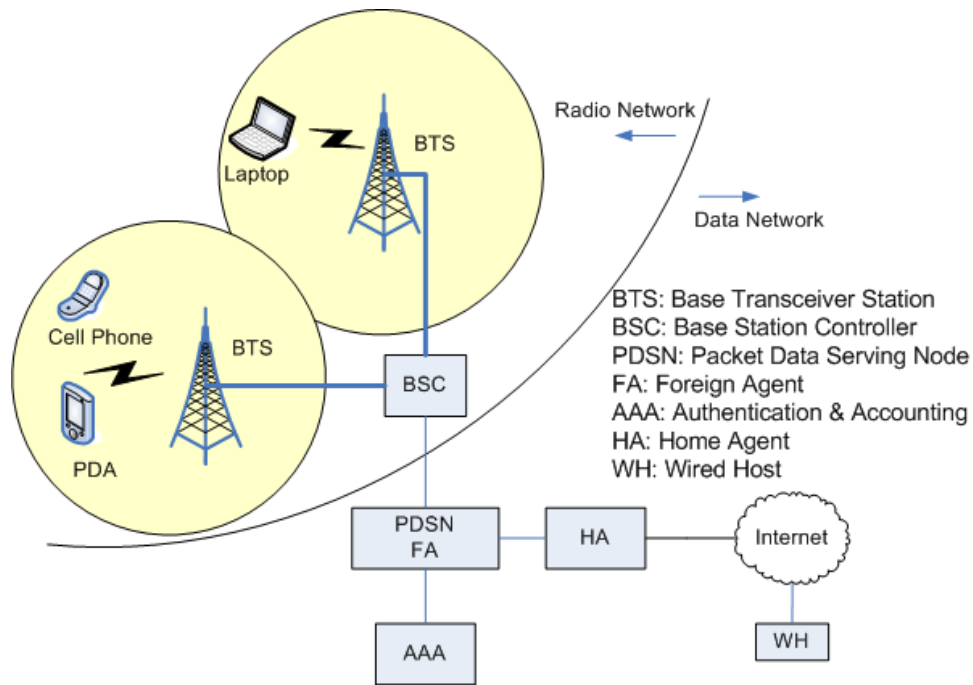 Radio Network
BTS
Laptop
Data Network
Cell Phone
BTS
PDA
BSC
BTS: Base Transceiver Station
BSC: Base Station Controller
PDSN: Packet Data Serving Node
FA: Foreign Agent
AAA: Authentication & Accounting
HA: Home Agent
WH: Wired Host
PDSN
FA
HA
Internet
AAA
WH